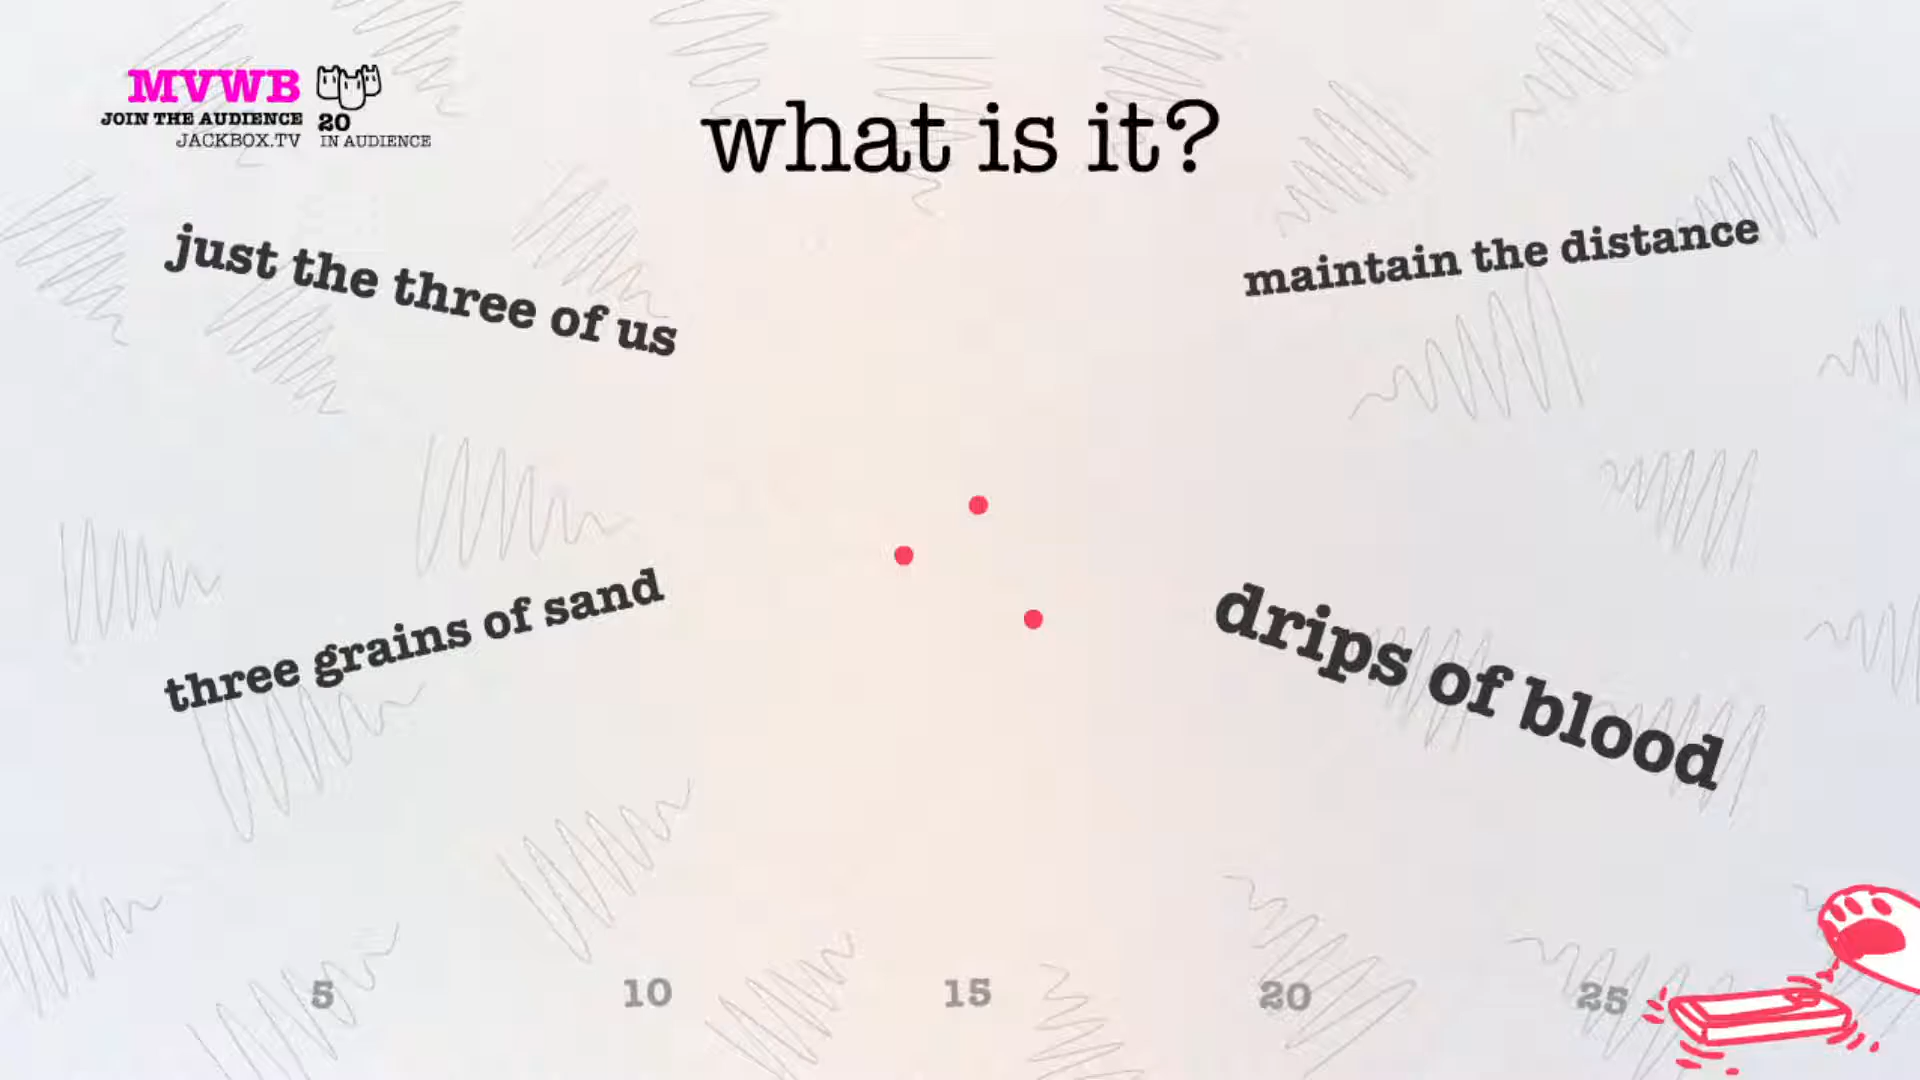 MVWB
JOIN THE AUDIENCE
JACKBOX.TV
20
IN AUDIENCE
what is it?
just the three of us
maintain the distance
three grains of sand
drips of blood
5 10 15 20 25